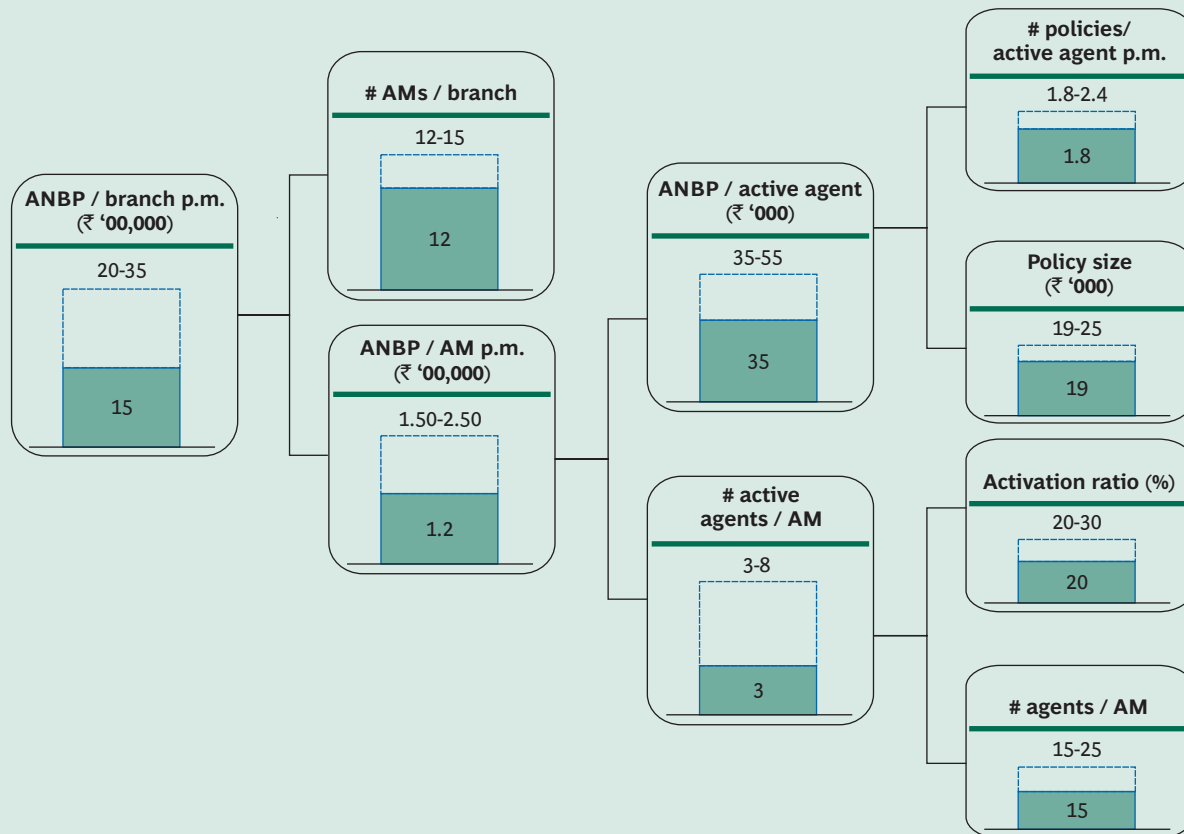 ANBP / branch p.m.
(₹ ‘00,000)
20-35
15
# AMs / branch
12-15
12
ANBP / AM p.m.
(₹ ‘00,000)
1.50-2.50
1.2
ANBP / active agent
(₹ ‘000)
35-55
35
# active
agents / AM
3-8
3
# policies/
active agent p.m.
1.8-2.4
1.8
Policy size
(₹ ‘000)
19-25
19
Activation ratio (%)
20-30
20
# agents / AM
15-25
15